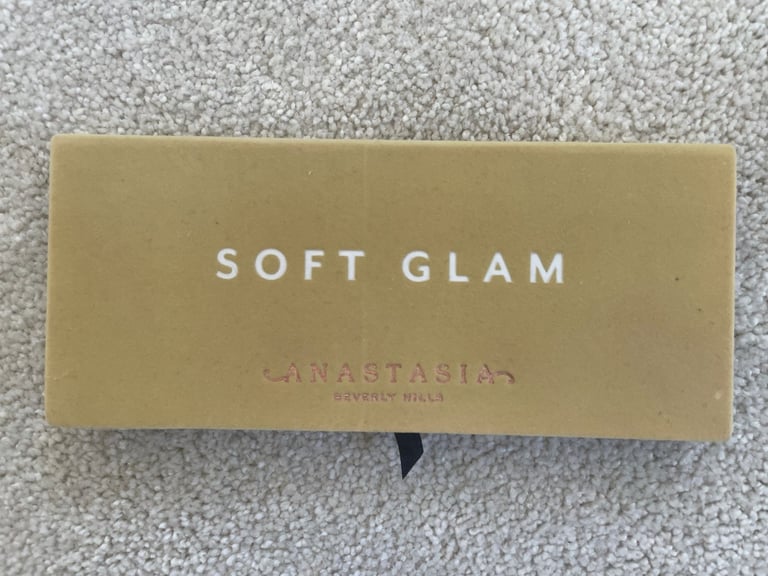 SOFT GLAM
ANASTASIA
BEVERLY HILLS